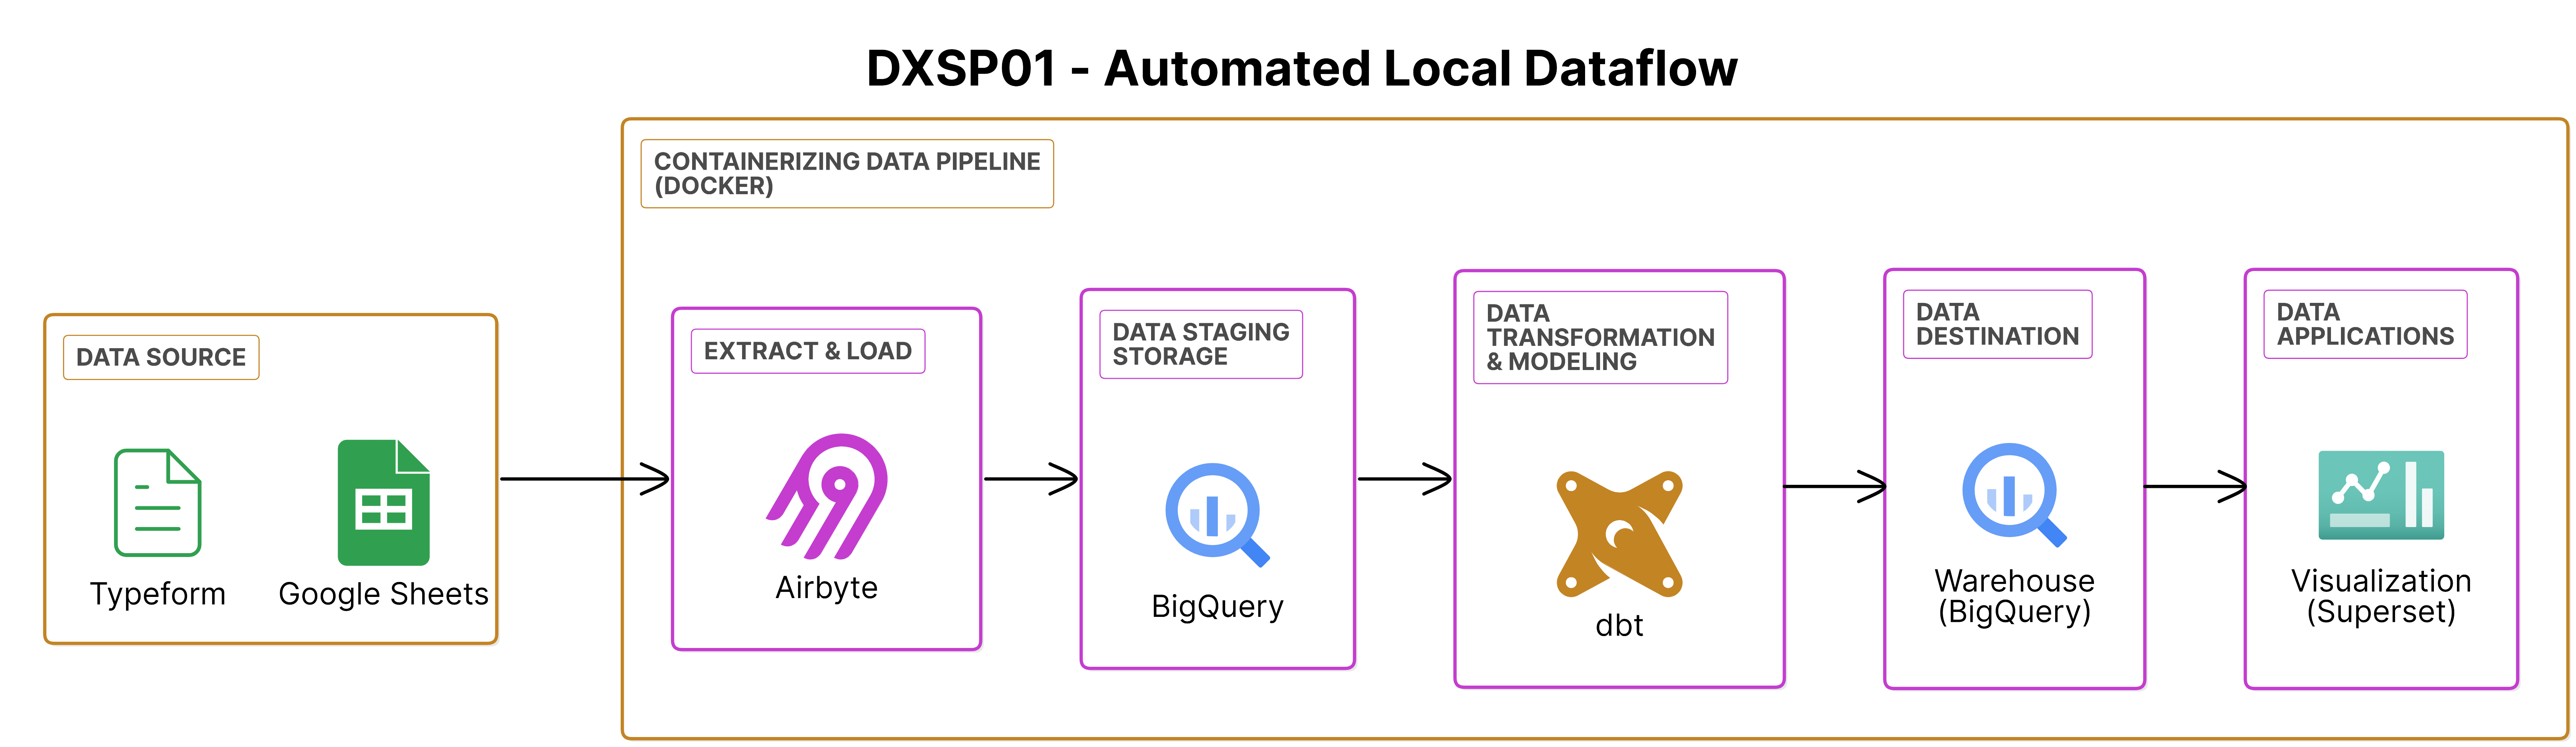 DXSP01 - Automated Local Dataflow
CONTAINERIZING DATA PIPELINE
(DOCKER)
DATA SOURCE
Typeform
Google Sheets
EXTRACT & LOAD
Airbyte
DATA STAGING
STORAGE
BigQuery
DATA
TRANSFORMATION
& MODELING
dbt
DATA
DESTINATION
Warehouse
(BigQuery)
DATA
APPLICATIONS
Visualization
(Superset)